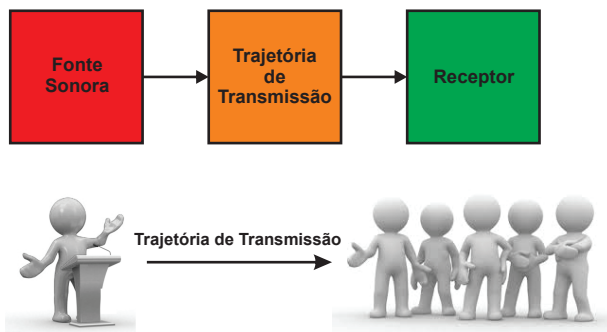 Fonte
Sonora
Trajetória
de
Transmissão
Receptor
Trajetória de Transmissão